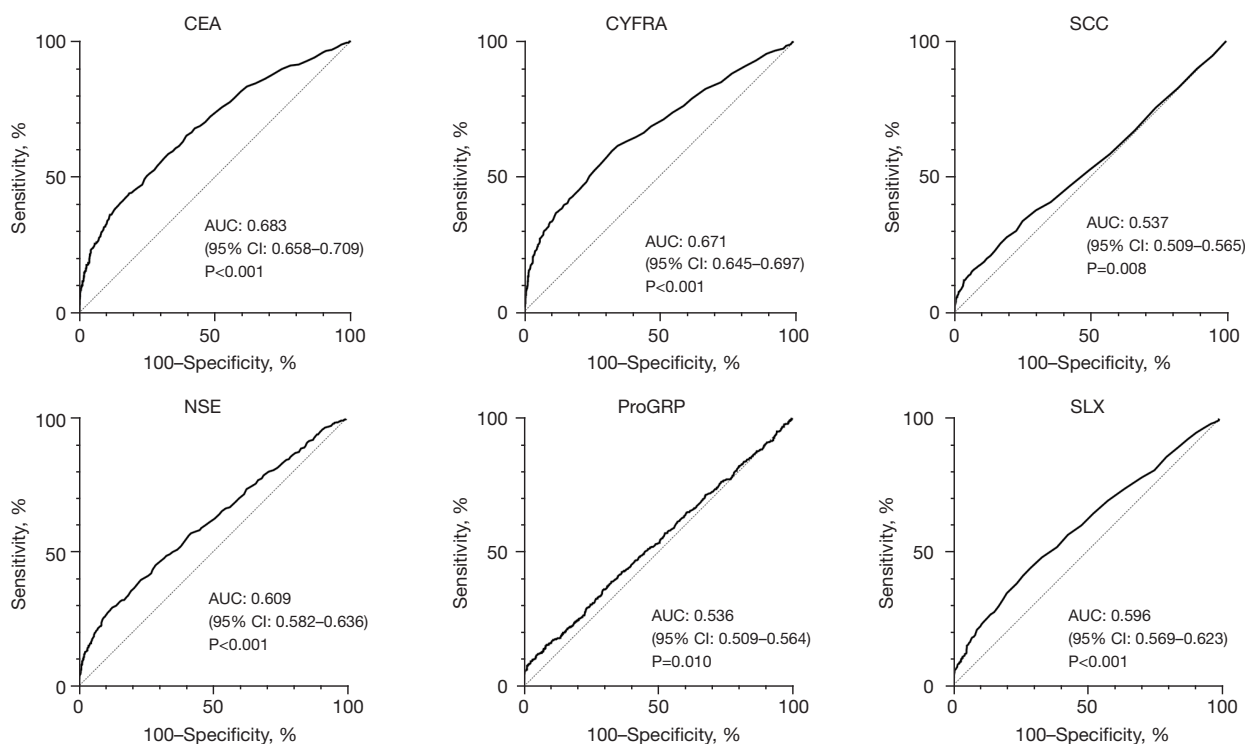 CEA
100
50
0
Sensitivity, %
AUC: 0.683
(95% CI: 0.658–0.709)
P<0.001
0 50 100
100–Specificity, %
CYFRA
100
50
0
Sensitivity, %
AUC: 0.671
(95% CI: 0.645–0.697)
P<0.001
0 50 100
100–Specificity, %
SCC
100
50
0
Sensitivity, %
AUC: 0.537
(95% CI: 0.509–0.565)
P=0.008
0 50 100
100–Specificity, %
NSE
100
50
0
Sensitivity, %
AUC: 0.609
(95% CI: 0.582–0.636)
P<0.001
0 50 100
100–Specificity, %
ProGRP
100
50
0
Sensitivity, %
AUC: 0.536
(95% CI: 0.509–0.564)
P=0.010
0 50 100
100–Specificity, %
SLX
100
50
0
Sensitivity, %
AUC: 0.596
(95% CI: 0.569–0.623)
P<0.001
0 50 100
100–Specificity, %